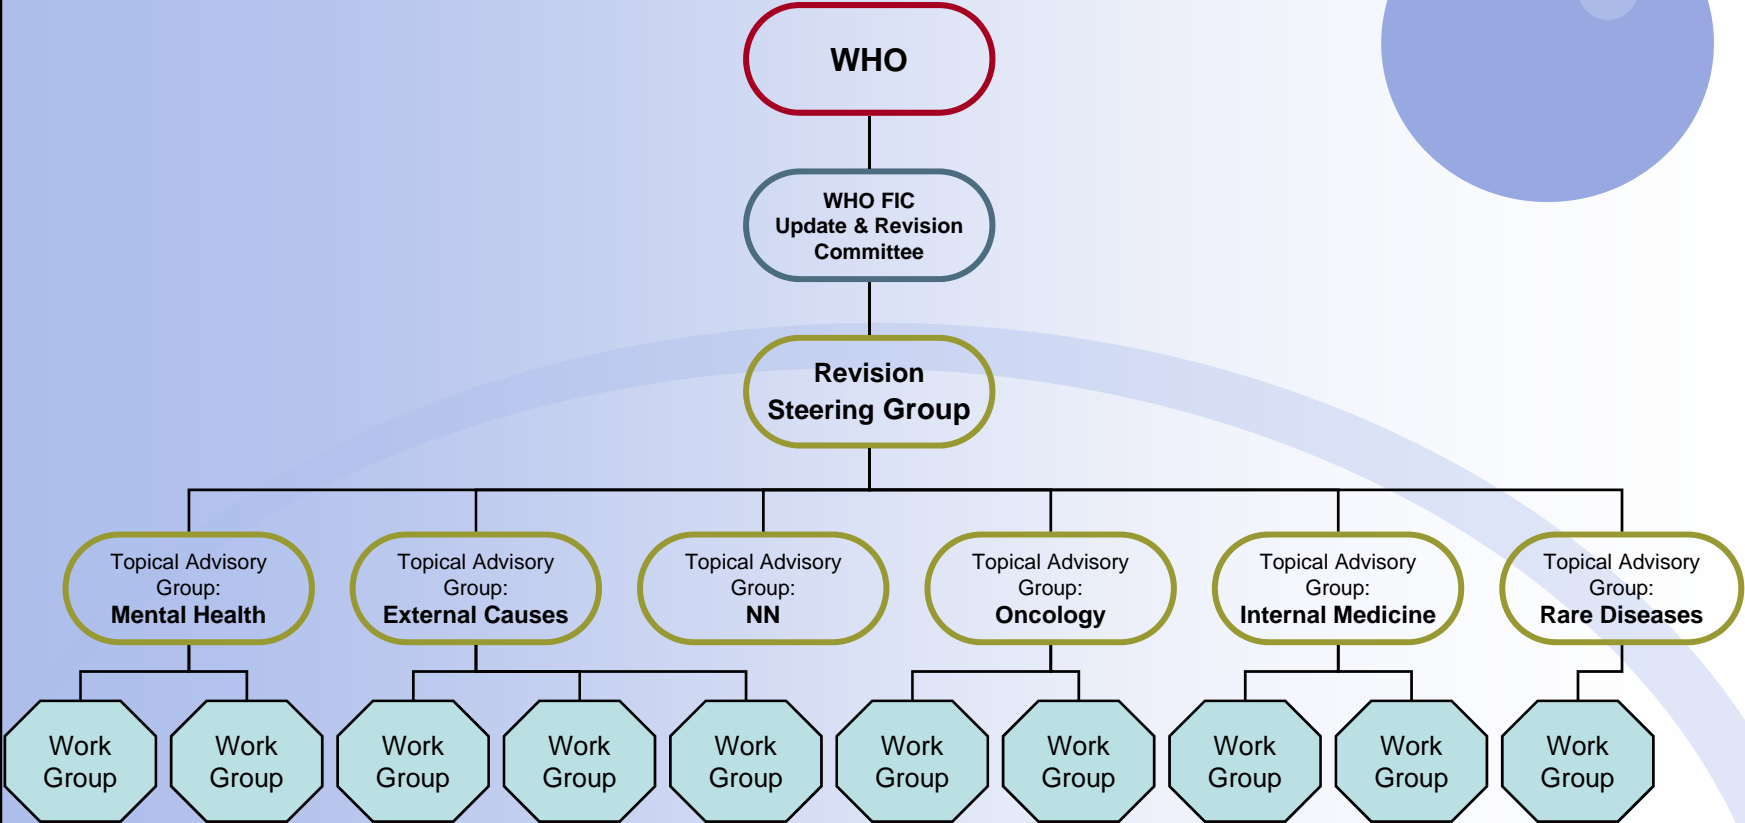 WHO
WHO FIC
Update & Revision
Committee
Revision
Steering Group
Topical Advisory
Group:
Mental Health
Topical Advisory
Group:
External Causes
Topical Advisory
Group:
NN
Topical Advisory
Group:
Oncology
Topical Advisory
Group:
Internal Medicine
Topical Advisory
Group:
Rare Diseases
Work
Group
Work
Group
Work
Group
Work
Group
Work
Group
Work
Group
Work
Group
Work
Group
Work
Group
Work
Group